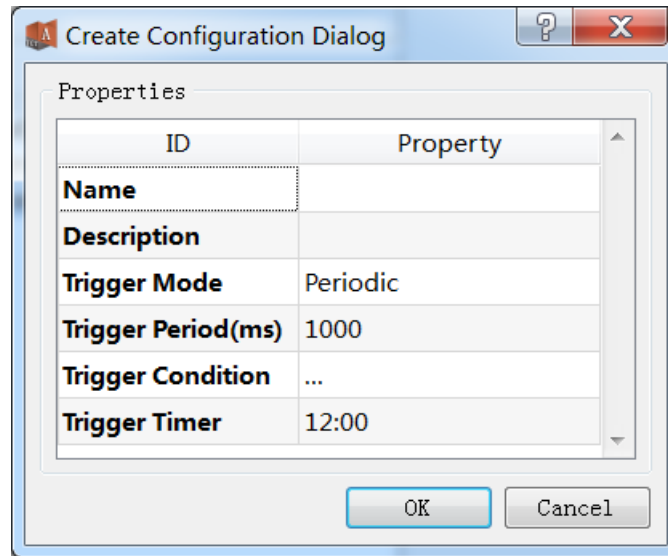 Create Configuration Dialog
Properties
ID Property
Name
Description
Trigger Mode Periodic
Trigger Period(ms) 1000
Trigger Condition ...
Trigger Timer 12:00
OK Cancel